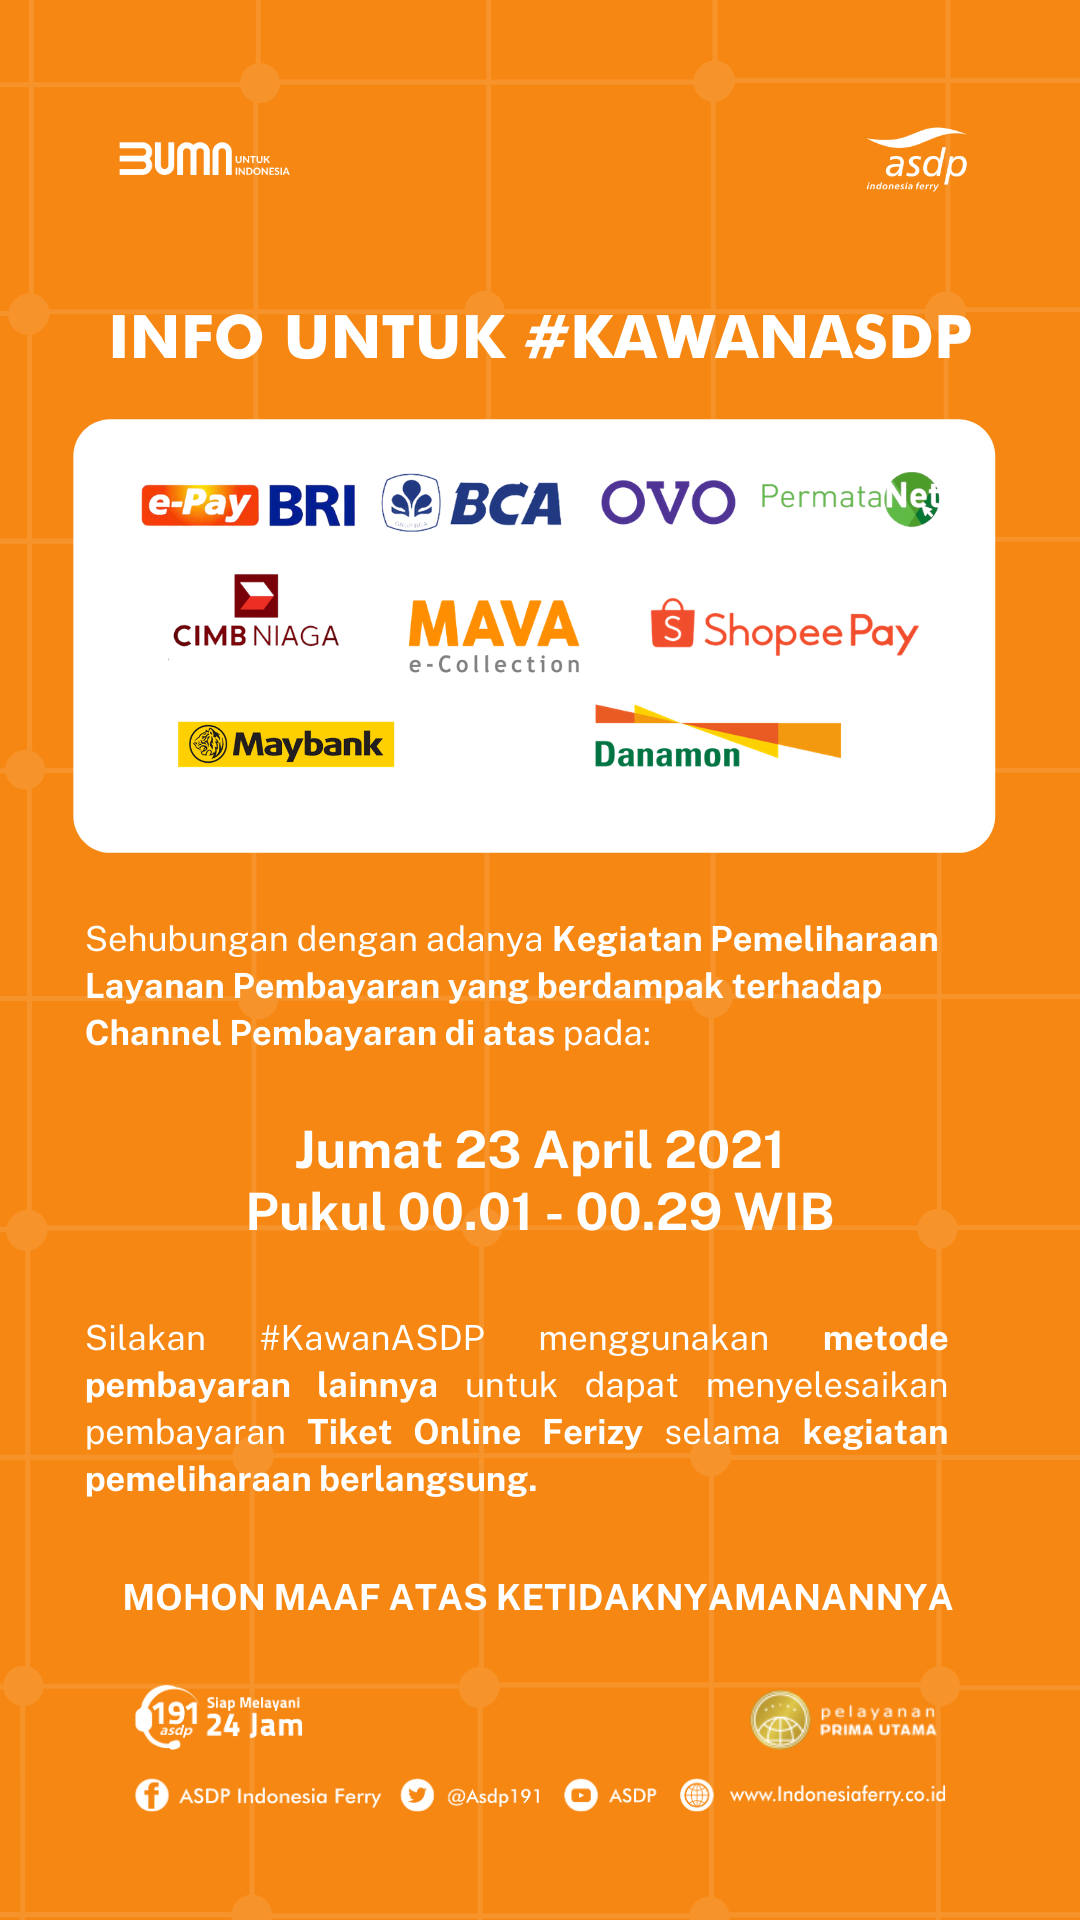 BUMN UNTUK INDONESIA
asdp
indonesia ferry
INFO UNTUK #KAWANASDP
e-Pay BRI BCA OVO PermataNet
CIMB NIAGA MAVA e-Collection S ShopeePay
Maybank Danamon
Sehubungan dengan adanya Kegiatan Pemeliharaan
Layanan Pembayaran yang berdampak terhadap
Channel Pembayaran di atas pada:
Jumat 23 April 2021
Pukul 00.01 - 00.29 WIB
Silakan #KawanASDP menggunakan metode
pembayaran lainnya untuk dapat menyelesaikan
pembayaran Tiket Online Ferizy selama kegiatan
pemeliharaan berlangsung.
MOHON MAAF ATAS KETIDAKNYAMANANNYA
191 asdp Siap Melayani 24 Jam
pelayanan PRIMA UTAMA
ASDP Indonesia Ferry @Asdp191 ASDP www.Indonesiaferry.co.id